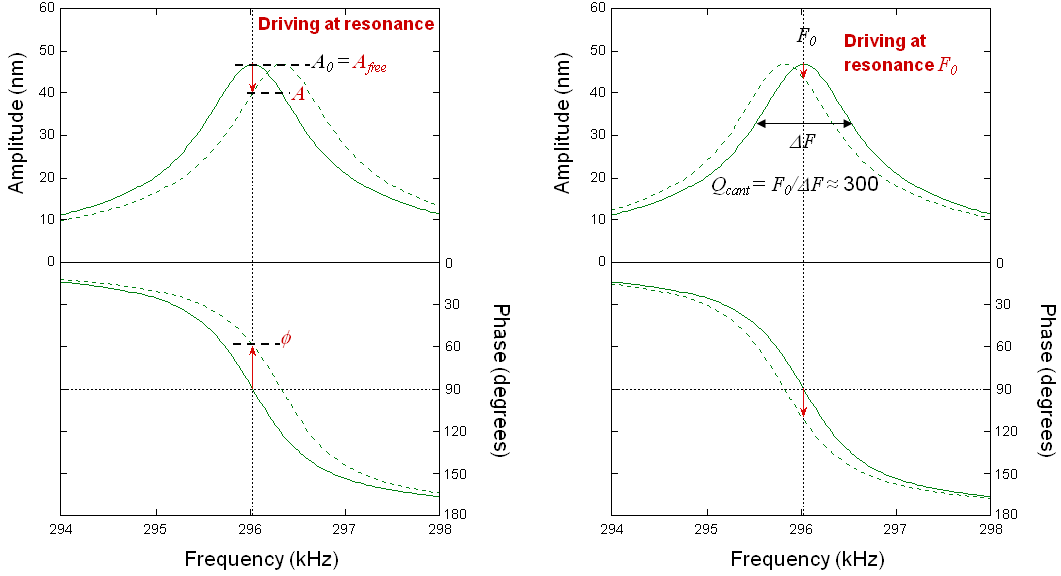 Driving at resonance
A0 = Afree
A
Amplitude (nm)
60
50
40
30
20
10
0
ϕ
Phase (degrees)
0
30
60
90
120
150
180
294
295
296
297
298
Frequency (kHz)
F0
Driving at
resonance F0
ΔF
Qcant = F0/ΔF ≈ 300
Amplitude (nm)
60
50
40
30
20
10
0
Phase (degrees)
0
30
60
90
120
150
180
294
295
296
297
298
Frequency (kHz)